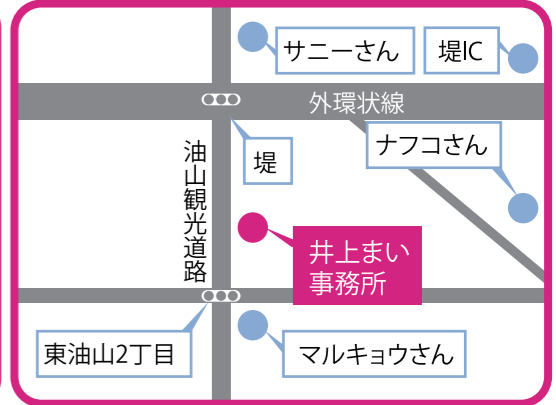 サニーさん
堤IC
外環状線
ナフコさん
堤
油山観光道路
井上まい
事務所
東油山2丁目
マルキョウさん